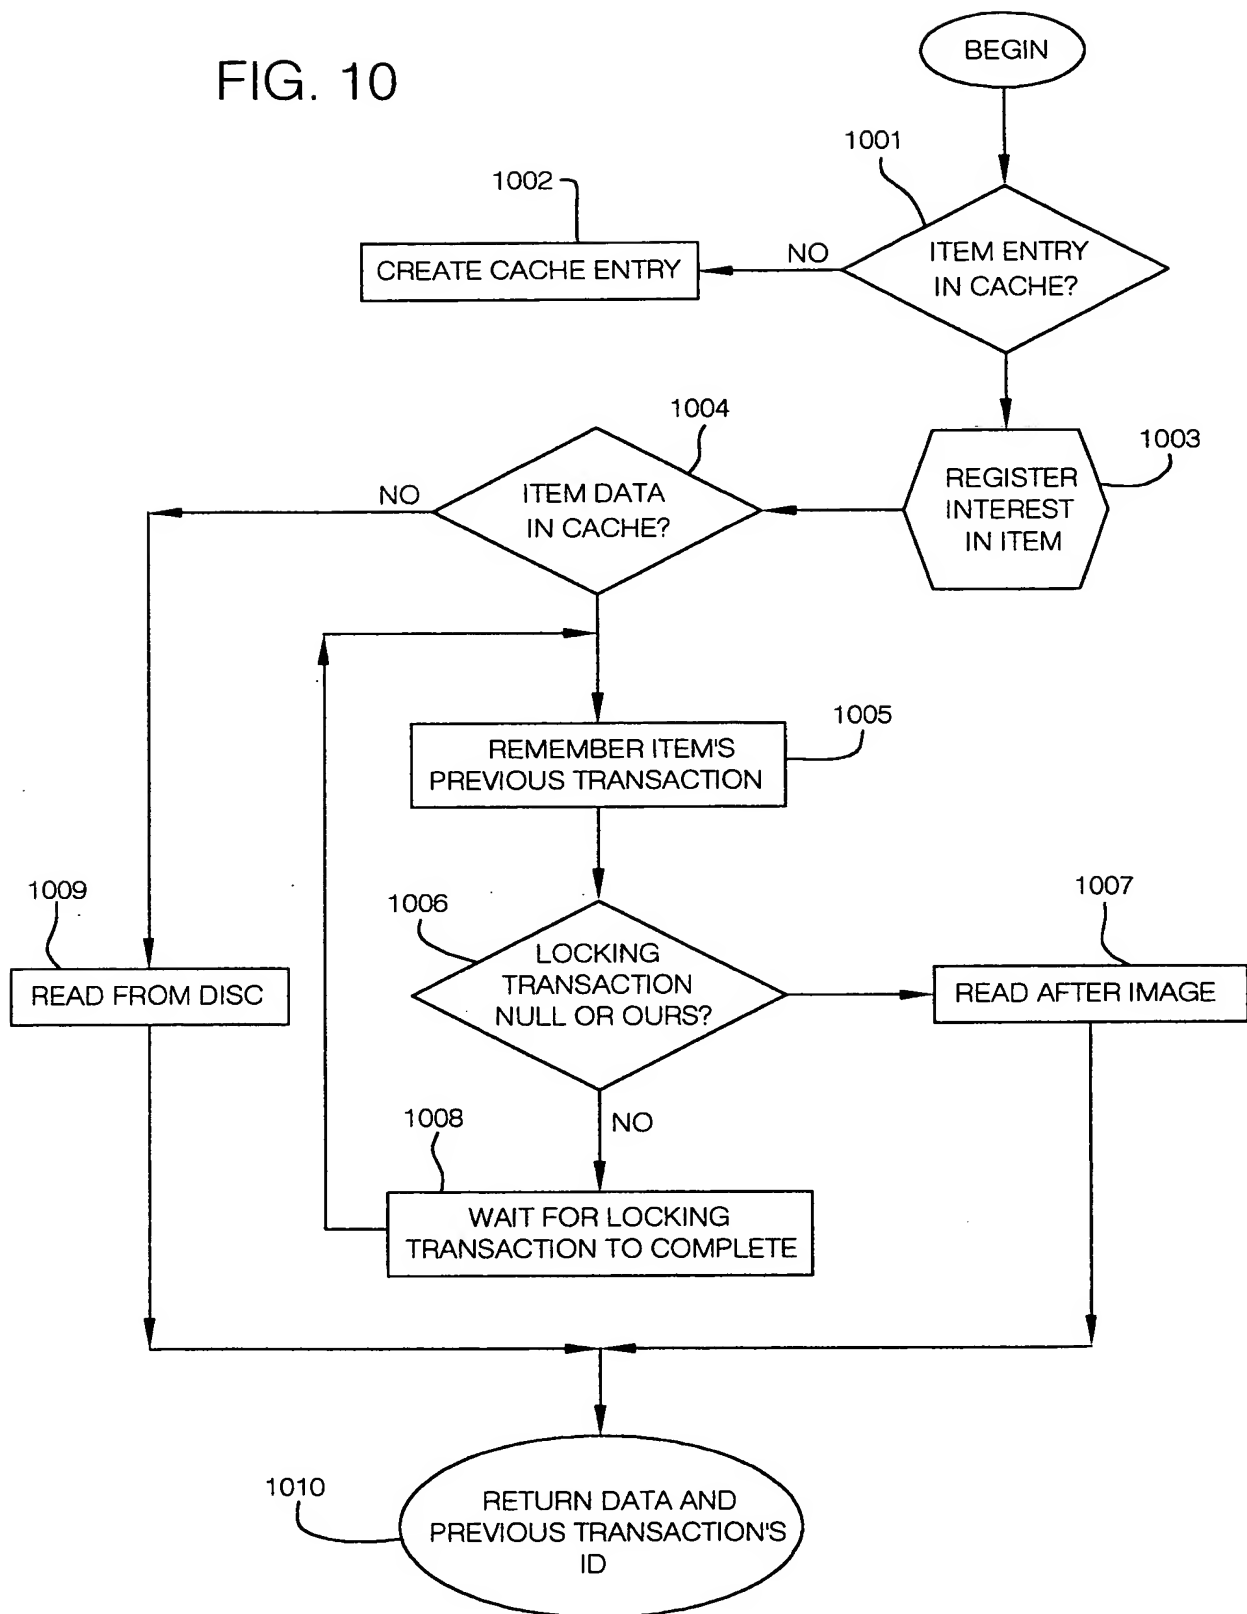 FIG. 10
BEGIN
1001
1002
ITEM ENTRY
IN CACHE?
NO
CREATE CACHE ENTRY
1003
REGISTER
INTEREST
IN ITEM
1004
ITEM DATA
IN CACHE?
NO
1005
REMEMBER ITEM'S
PREVIOUS TRANSACTION
1006
LOCKING
TRANSACTION
NULL OR OURS?
1007
READ AFTER IMAGE
1009
READ FROM DISC
NO
1008
WAIT FOR LOCKING
TRANSACTION TO COMPLETE
1010
RETURN DATA AND
PREVIOUS TRANSACTION'S
ID